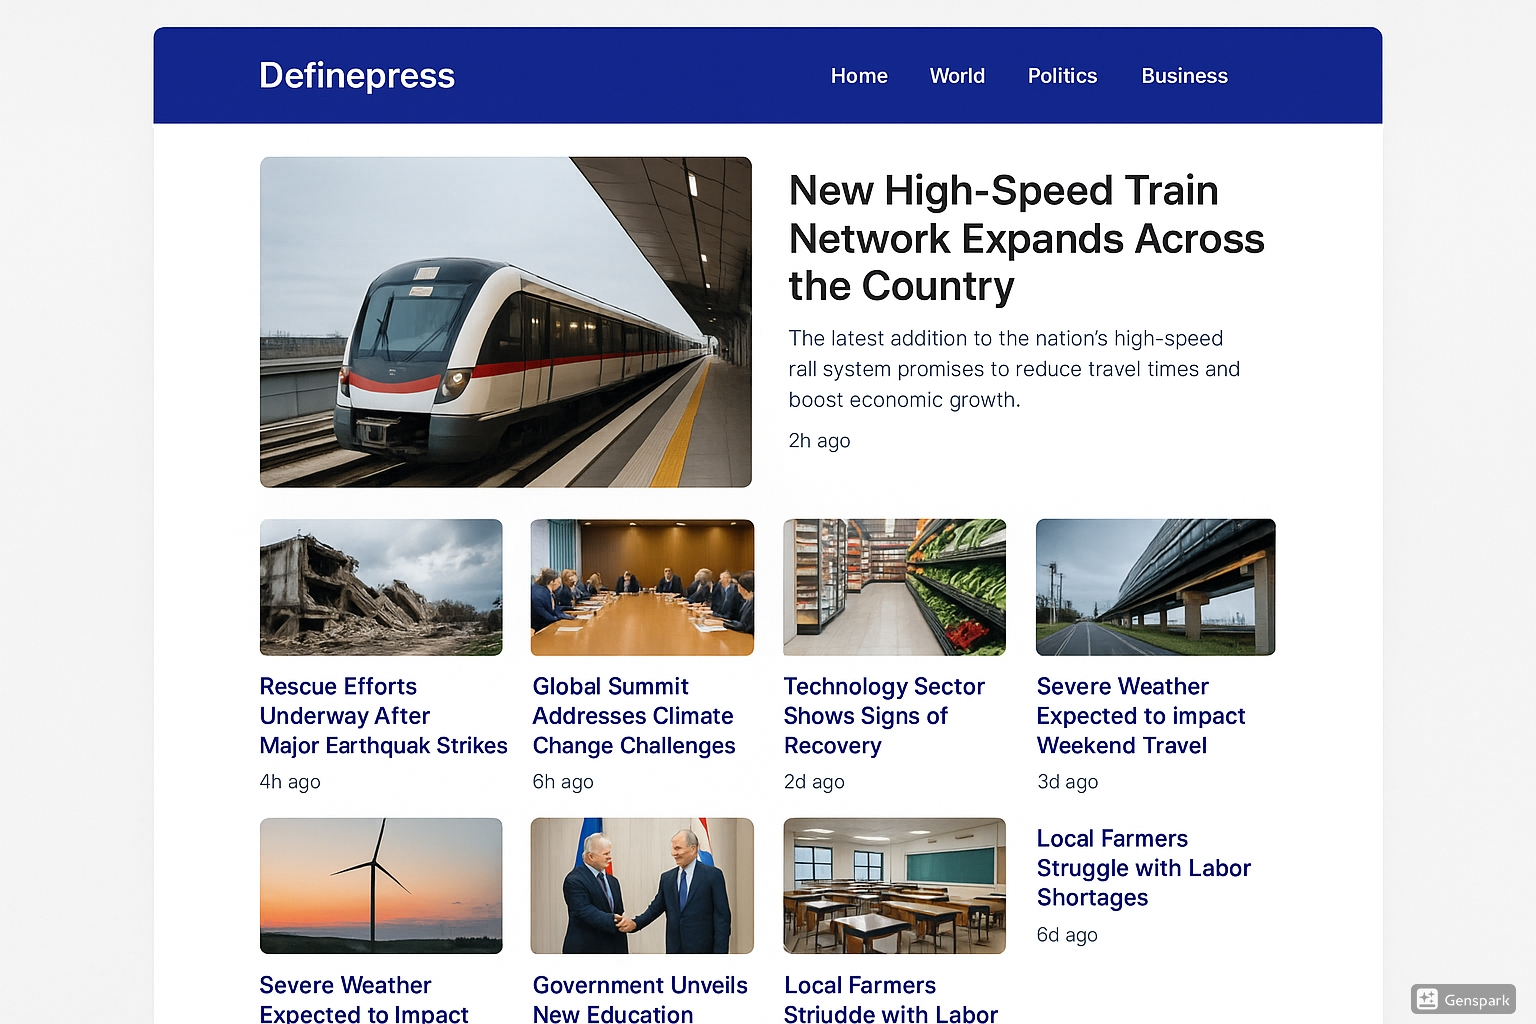 Definepress
Home World Politics Business
New High-Speed Train
Network Expands Across
the Country
The latest addition to the nation's high-speed
rall system promises to reduce travel times and
boost economic growth.
2h ago
Rescue Efforts
Underway After
Major Earthquak Strikes
4h ago
Global Summit
Addresses Climate
Change Challenges
6h ago
Technology Sector
Shows Signs of
Recovery
2d ago
Severe Weather
Expected to impact
Weekend Travel
3d ago
Severe Weather
Expected to Impact
Government Unveils
New Education
Local Farmers
Striudde with Labor
Local Farmers
Struggle with Labor
Shortages
6d ago
Genspark